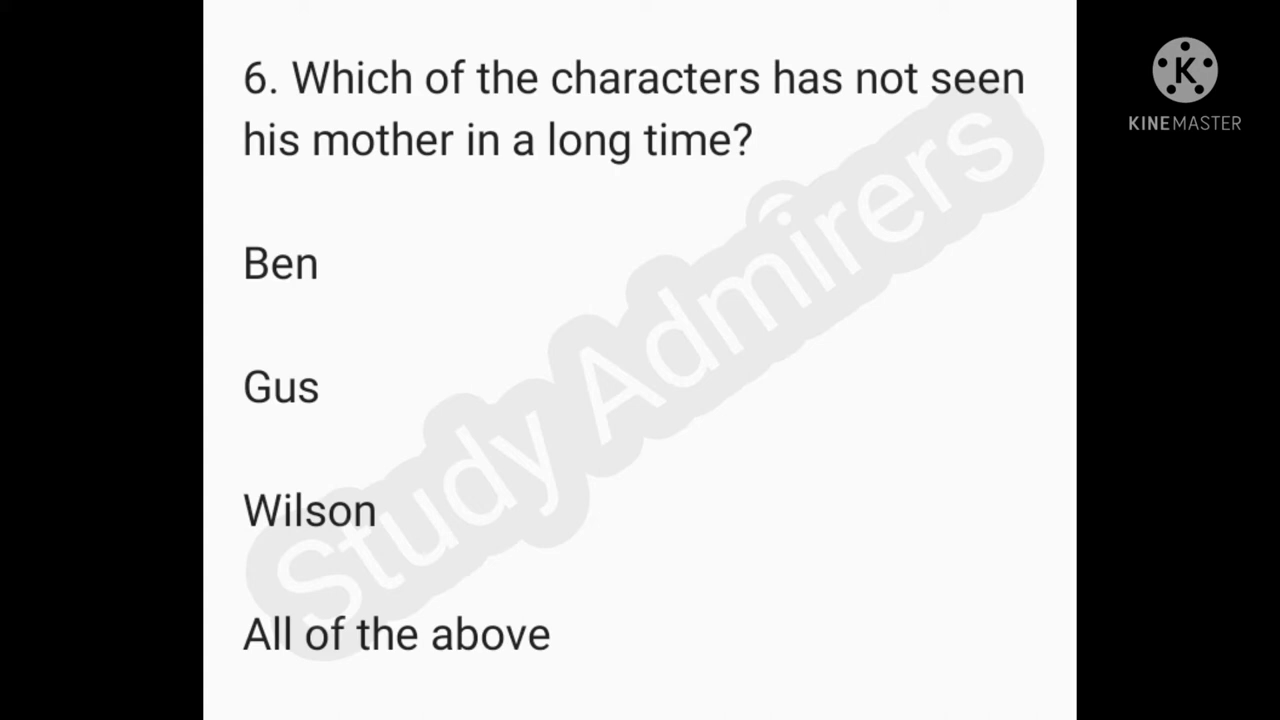 6. Which of the characters has not seen
his mother in a long time?
Ben
Gus
Wilson
All of the above
Study Admirers
K
KINEMASTER